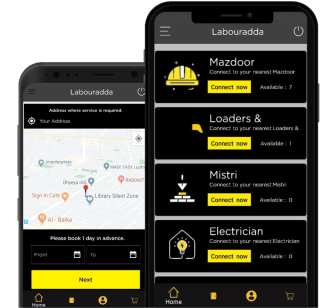 Labouradda
Address where service is required.
Your Address
Dhyeya IAS
Sign in Cafe
Library Silent Zone
Al - Baike
Please book 1 day in advance.
From
To
Next
Home
Labouradda
Mazdoor
Connect to your nearest Mazdoor
Connect now
Available : 7
Loaders &
Connect to your nearest Loaders &
Connect now
Available : 1
Mistri
Connect to your nearest Mistri
Connect now
Available : 0
Electrician
Connect to your nearest Electrician
Connect now
Available : 0
Home